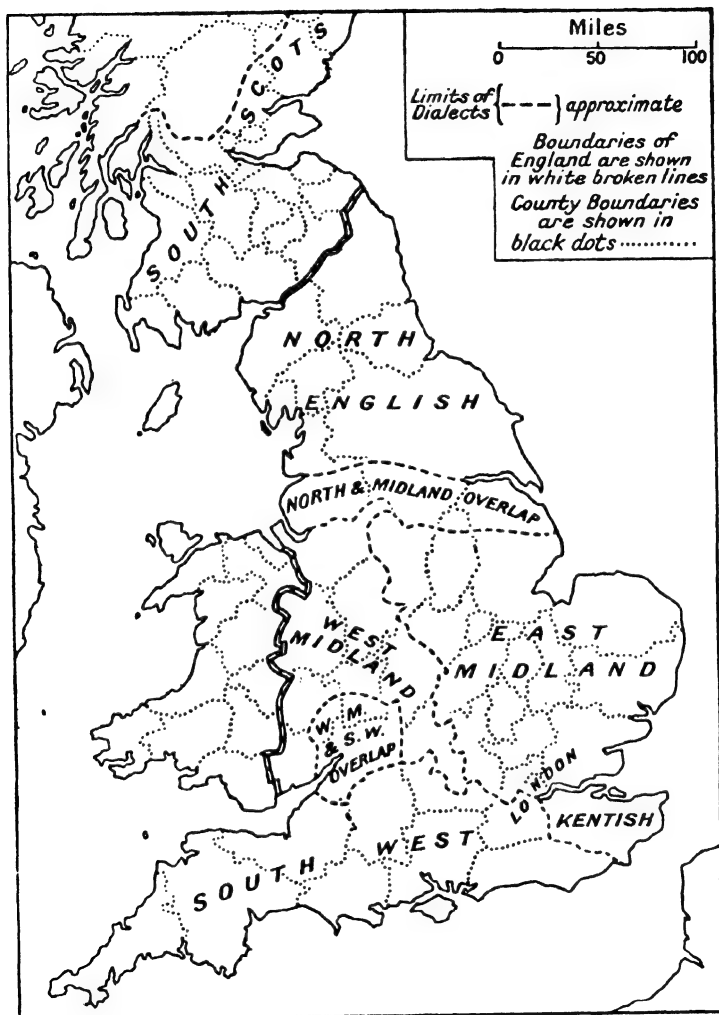 Miles
0 50 100
Limits of
Dialects { } approximate
Boundaries of
England are shown
in white broken lines
County Boundaries
are shown in
black dots
SOUTH SCOTS
NORTH
ENGLISH
NORTH & MIDLAND OVERLAP
WEST
MIDLAND
EAST
MIDLAND
W. M.
& S.W.
OVERLAP
LONDON
KENTISH
SOUTH WEST